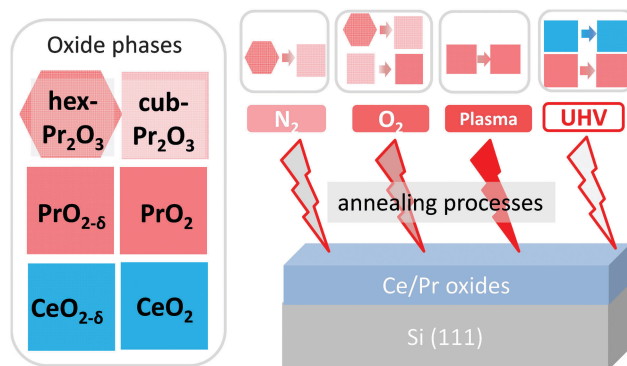 Oxide phases
hex-
Pr₂O₃
cub-
Pr₂O₃
PrO₂₋δ
PrO₂
CeO₂₋δ
CeO₂
N₂
O₂
Plasma
UHV
annealing processes
Ce/Pr oxides
Si (111)